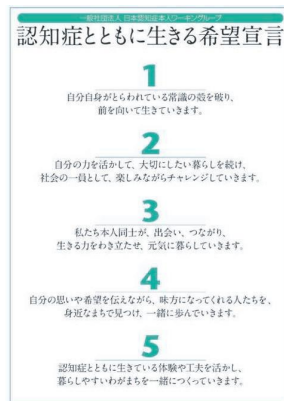 一般社団法人 日本認知症本人ワーキンググループ
認知症とともに生きる希望宣言
1
自分自身がとらわれている常識の殻を破り、
前を向いて生きていきます。
2
自分の力を活かして、大切にしたい暮らしを続け、
社会の一員として、楽しみながらチャレンジしていきます。
3
私たち本人同士が、出会い、つながり、
生きる力をわき立たせ、元気に暮らしていきます。
4
自分の思いや希望を伝えながら、味方になってくれる人たちを、
身近なまちで見つけ、一緒に歩んでいきます。
5
認知症とともに生きている体験や工夫を活かし、
暮らしやすいわがまちを一緒につくっていきます。